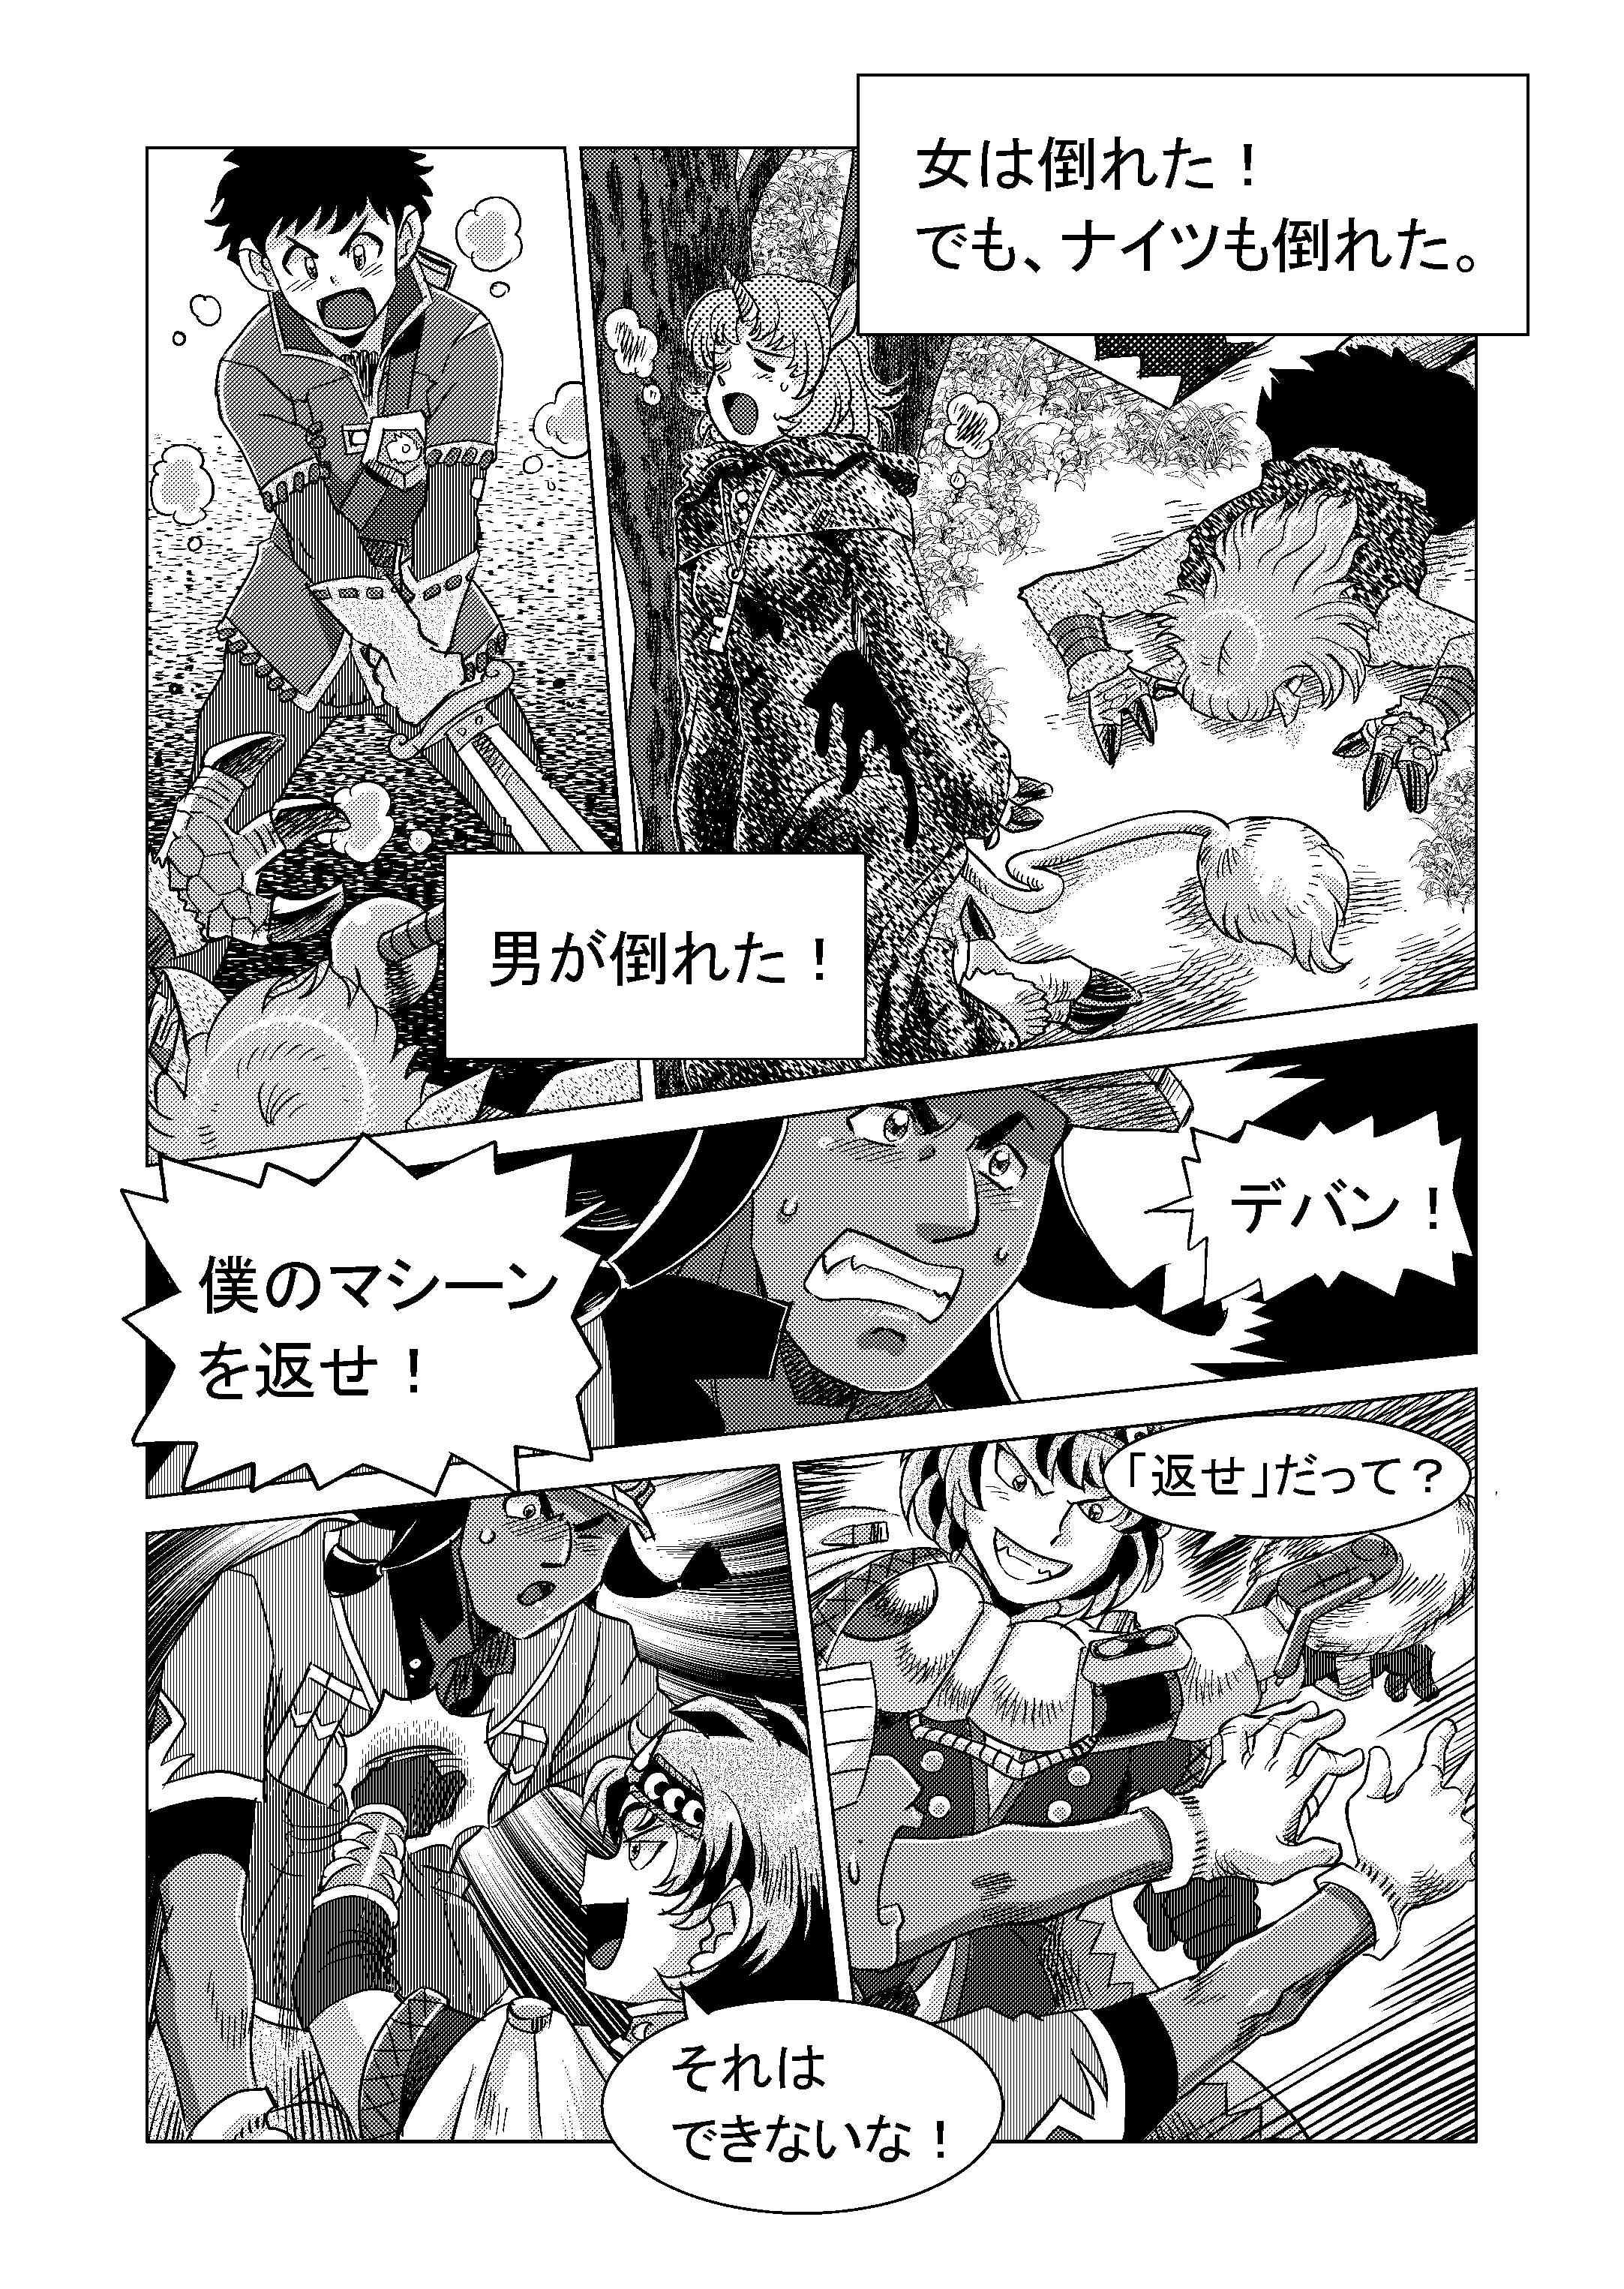 女は倒れた！
でも、ナイツも倒れた。
男が倒れた！
デバン！
僕のマシーン
を返せ！
「返せ」だって？
それは
できないな！